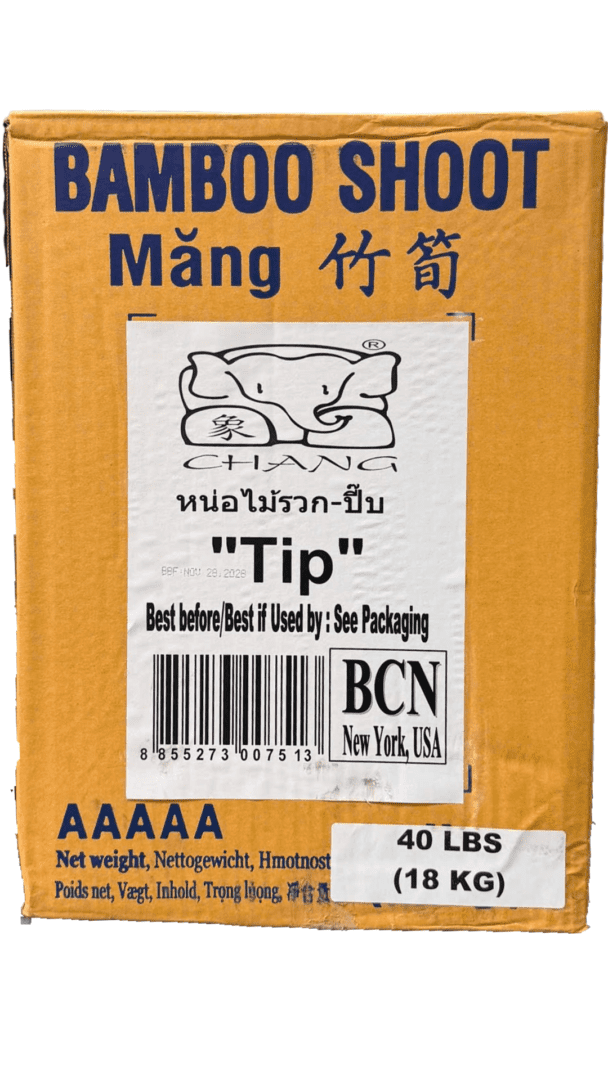 BAMBOO SHOOT
Măng 竹筍
®
象
CHANG
หน่อไม้รวก-ปี๊บ
"Tip"
BBF NOV 28.2028
Best before/Best if Used by : See Packaging
8 855273 007513
BCN
New York, USA
AAAAA
Net weight, Nettogewicht, Hmotnost
Poids net, Vægt, Inhold, Trọng lượng,
40 LBS
(18 KG)